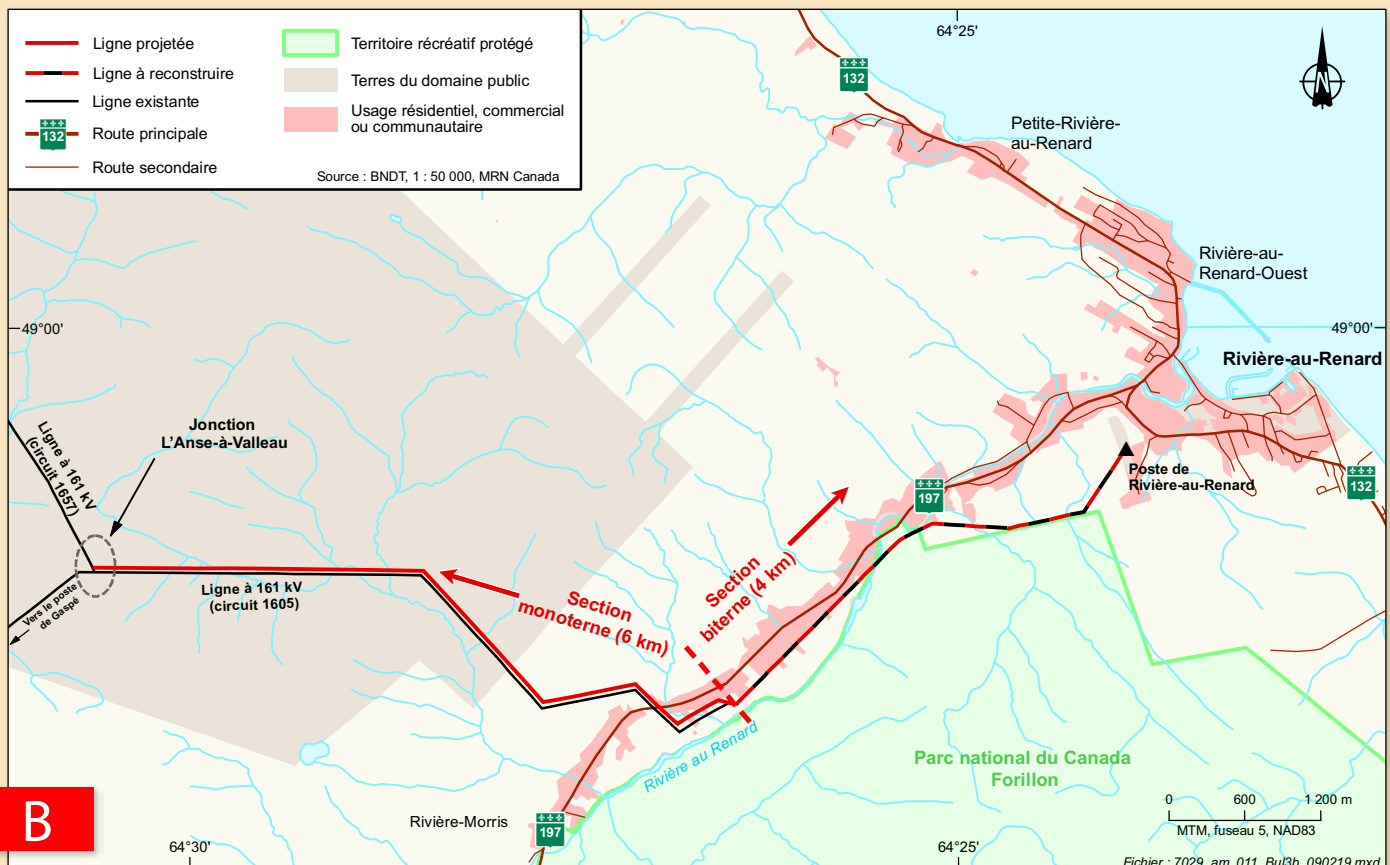 Ligne projetée
Ligne à reconstruire
Ligne existante
132
Route principale
Route secondaire
Territoire récréatif protégé
Terres du domaine public
Usage résidentiel, commercial
ou communautaire
Source : BNDT, 1 : 50 000, MRN Canada
64°25'
132
Petite-Rivière-
au-Renard
Rivière-au-
Renard-Ouest
49°00'
49°00'
Rivière-au-Renard
Jonction
L'Anse-à-Valleau
Ligne à 161 kV
(circuit 1657)
Poste de
Rivière-au-Renard
132
197
Vers le poste
de Gaspé
Ligne à 161 kV
(circuit 1605)
Section
monoterne (6 km)
Section
biterne (4 km)
Rivière au Renard
Parc national du Canada
Forillon
0 600 1 200 m
MTM, fuseau 5, NAD83
B
Rivière-Morris
197
64°30'
64°25'
Fichier : 7029_am_011_Bul3b_090219.mxd